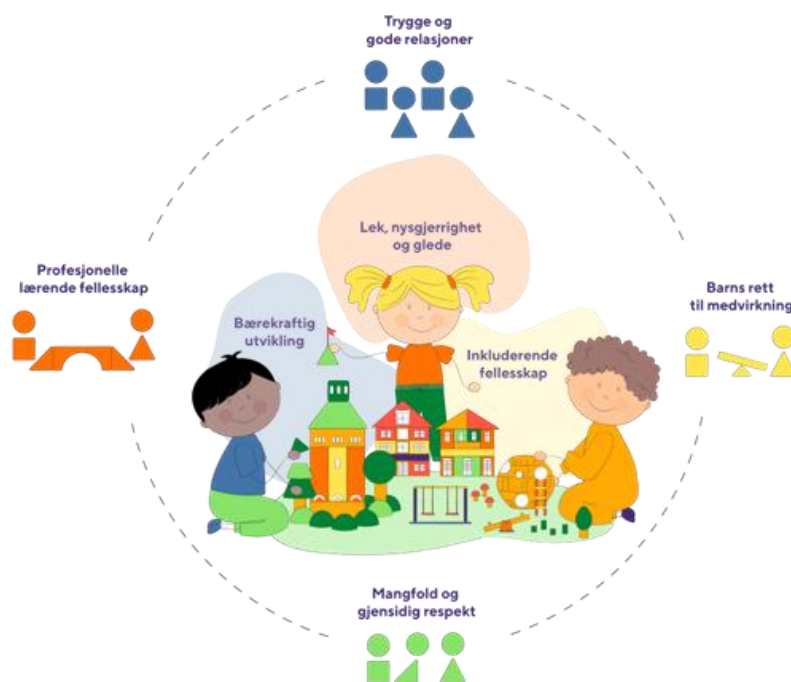 Trygge og
gode relasjoner
Lek, nysgjerrighet
og glede
Profesjonelle
lærende fellesskap
Barns rett
til medvirkning
Bærekraftig
utvikling
Inkluderende
fellesskap
Mangfold og
gjensidig respekt